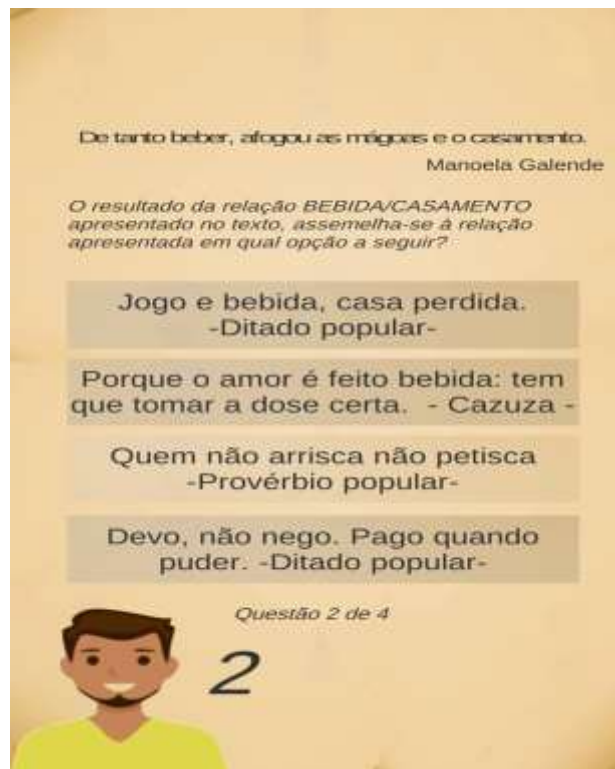 De tanto beber, afogou as mágoas e o casamento.
Manoela Galende
O resultado da relação BEBIDA/CASAMENTO
apresentado no texto, assemelha-se à relação
apresentada em qual opção a seguir?
Jogo e bebida, casa perdida.
-Ditado popular-
Porque o amor é feito bebida: tem
que tomar a dose certa. - Cazuza -
Quem não arrisca não petisca
-Provérbio popular-
Devo, não nego. Pago quando
puder. -Ditado popular-
Questão 2 de 4
2